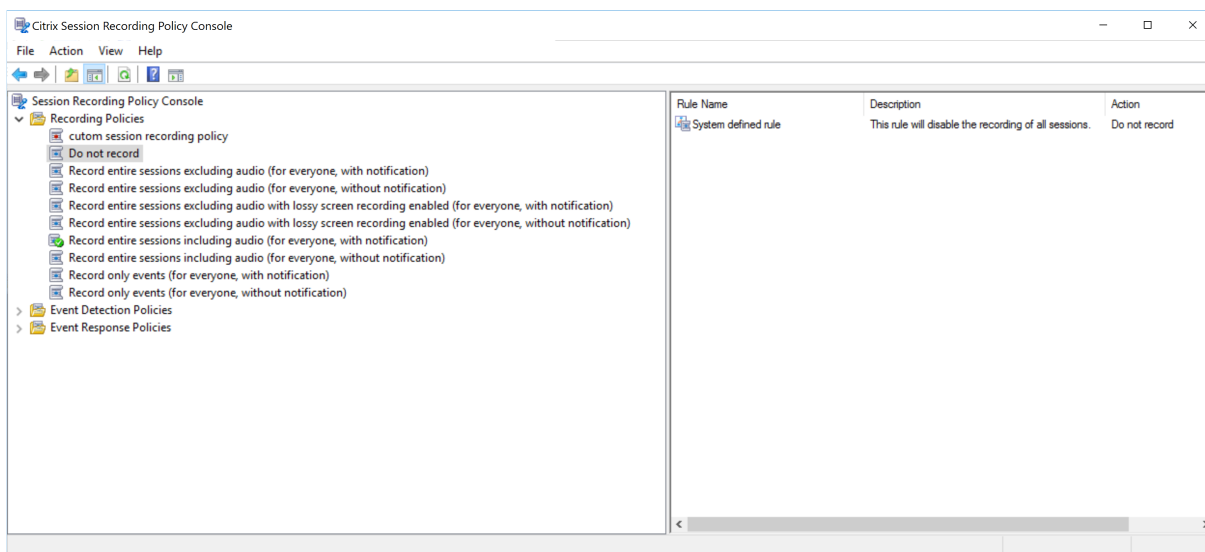 Citrix Session Recording Policy Console
File Action View Help
Session Recording Policy Console
Recording Policies
cutom session recording policy
Do not record
Record entire sessions excluding audio (for everyone, with notification)
Record entire sessions excluding audio (for everyone, without notification)
Record entire sessions excluding audio with lossy screen recording enabled (for everyone, with notification)
Record entire sessions excluding audio with lossy screen recording enabled (for everyone, without notification)
Record entire sessions including audio (for everyone, with notification)
Record entire sessions including audio (for everyone, without notification)
Record only events (for everyone, with notification)
Record only events (for everyone, without notification)
Event Detection Policies
Event Response Policies
Rule Name Description Action
System defined rule This rule will disable the recording of all sessions. Do not record